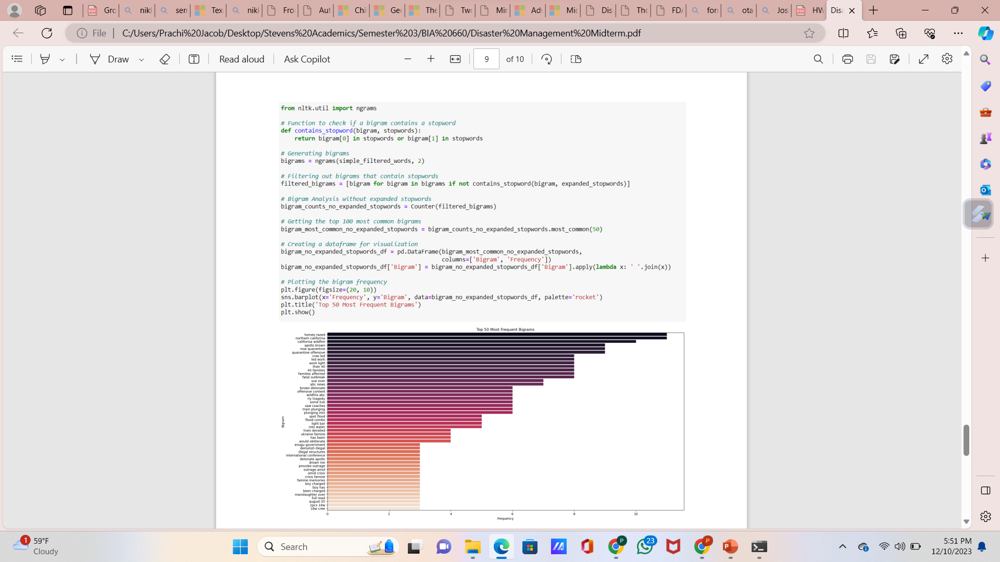 Gro
nikk
sem
Texa
nikk
Fro
Aut
Chi
Geo
The
Two
Mir
Adv
Mic
Dis
Tho
FDA
for
ota
Jos
HW
Disa
File
C:/Users/Prachi%20Jacob/Desktop/Stevens%20Academics/Semester%203/BIA%20660/Disaster%20Management%20Midterm.pdf
Draw
Read aloud
Ask Copilot
9 of 10
from nltk.util import ngrams
# Function to check if a bigram contains a stopword
def contains_stopword(bigram, stopwords):
    return bigram[0] in stopwords or bigram[1] in stopwords
# Generating bigrams
bigrams = ngrams(simple_filtered_words, 2)
# Filtering out bigrams that contain stopwords
filtered_bigrams = [bigram for bigram in bigrams if not contains_stopword(bigram, expanded_stopwords)]
# Bigram Analysis without expanded stopwords
bigram_counts_no_expanded_stopwords = Counter(filtered_bigrams)
# Getting the top 100 most common bigrams
bigram_most_common_no_expanded_stopwords = bigram_counts_no_expanded_stopwords.most_common(50)
# Creating a dataframe for visualization
bigram_no_expanded_stopwords_df = pd.DataFrame(bigram_most_common_no_expanded_stopwords,
columns=['Bigram', 'Frequency'])
bigram_no_expanded_stopwords_df['Bigram'] = bigram_no_expanded_stopwords_df['Bigram'].apply(lambda x: ' '.join(x))
# Plotting the bigram frequency
plt.figure(figsize=(20, 10))
sns.barplot(x='Frequency', y='Bigram', data=bigram_no_expanded_stopwords_df, palette='rocket')
plt.title('Top 50 Most Frequent Bigrams')
plt.show()
Top 50 Most Frequent Bigrams
homes razed
northern california
california wildfire
apollo brown
now quarantine
quarantine offensive
cree led
led work
work light
than 40
40 families
families affected
fatal outbreak
sue over
abc news
brown detonate
offensive content
wildfire abc
rly tragedy
some live
saw coaches
train plunging
plunging into
spot flood
flood combo
light bar
into water
train derailed
ukraine famine
has been
would obliterate
enugu government
demolish illegal
illegal structures
international conference
detonate apollo
drown me
provoke outrage
outrage amid
amid crisis
crisis famine
famine memories
boy charged
boy has
been charged
manslaughter over
full read
august 05
2pcs 18w
18w cree
Bigram
0 2 4 6 8 10
Frequency
1
59°F
Cloudy
Search
P
23
P
5:51 PM
12/10/2023